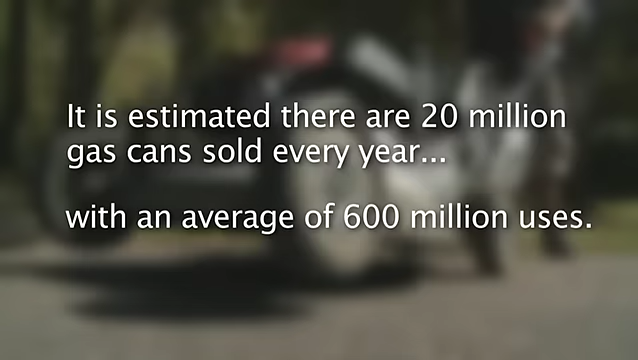 It is estimated there are 20 million
gas cans sold every year...
with an average of 600 million uses.